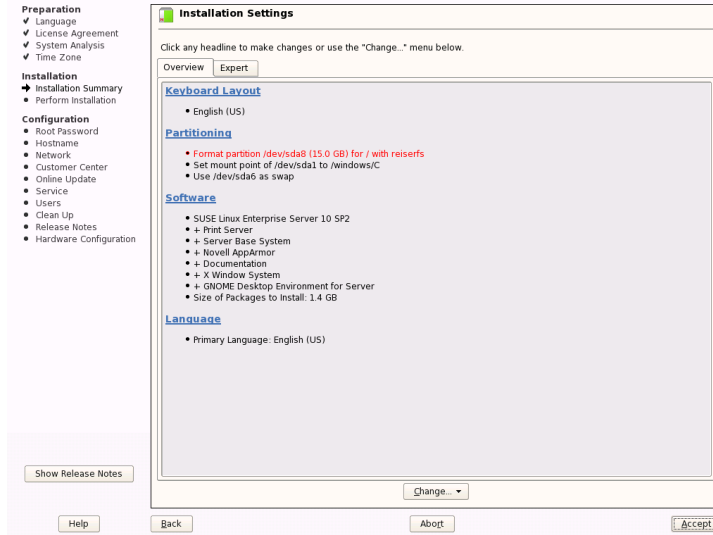 Preparation
Language
License Agreement
System Analysis
Time Zone
Installation
Installation Summary
Perform Installation
Configuration
Root Password
Hostname
Network
Customer Center
Online Update
Service
Users
Clean Up
Release Notes
Hardware Configuration
Show Release Notes
Help
Installation Settings
Click any headline to make changes or use the "Change..." menu below.
Overview Expert
Keyboard Layout
English (US)
Partitioning
Format partition /dev/sda8 (15.0 GB) for / with reiserfs
Set mount point of /dev/sda1 to /windows/C
Use /dev/sda6 as swap
Software
SUSE Linux Enterprise Server 10 SP2
+ Print Server
+ Server Base System
+ Novell AppArmor
+ Documentation
+ X Window System
+ GNOME Desktop Environment for Server
Size of Packages to Install: 1.4 GB
Language
Primary Language: English (US)
Change...
Back Abort Accept